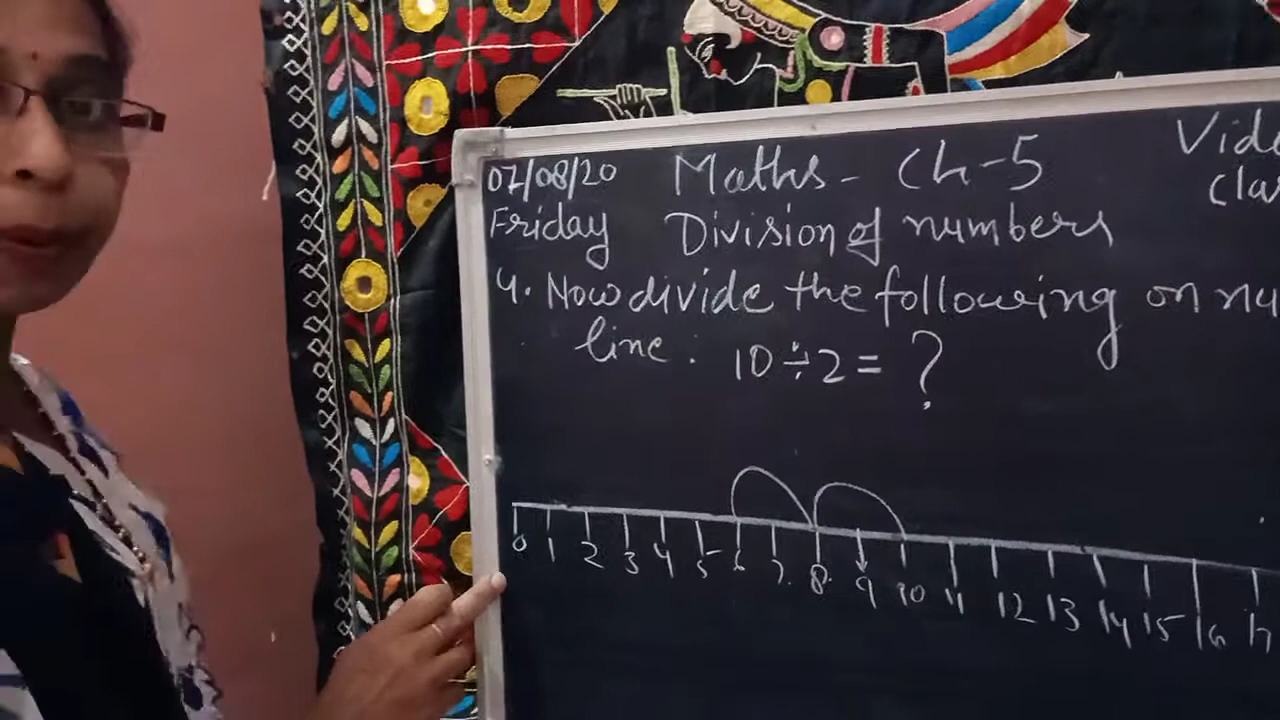 07/08/20 Maths - Ch-5
Friday Division of numbers
4. Now divide the following on
line : 10÷2 = ?
0 1 2 3 4 5 6 7 8 9 10 11 12 13 14 15 16 17